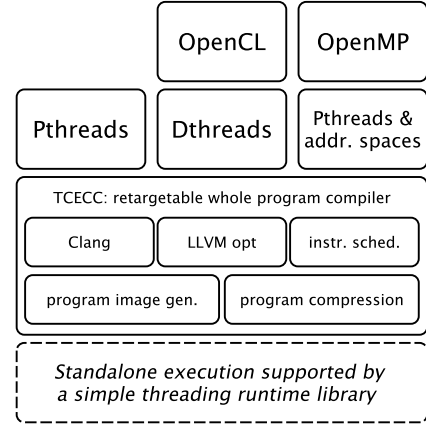 OpenCL
OpenMP
Pthreads
Dthreads
Pthreads &
addr. spaces
TCECC: retargetable whole program compiler
Clang
LLVM opt
instr. sched.
program image gen.
program compression
Standalone execution supported by
a simple threading runtime library